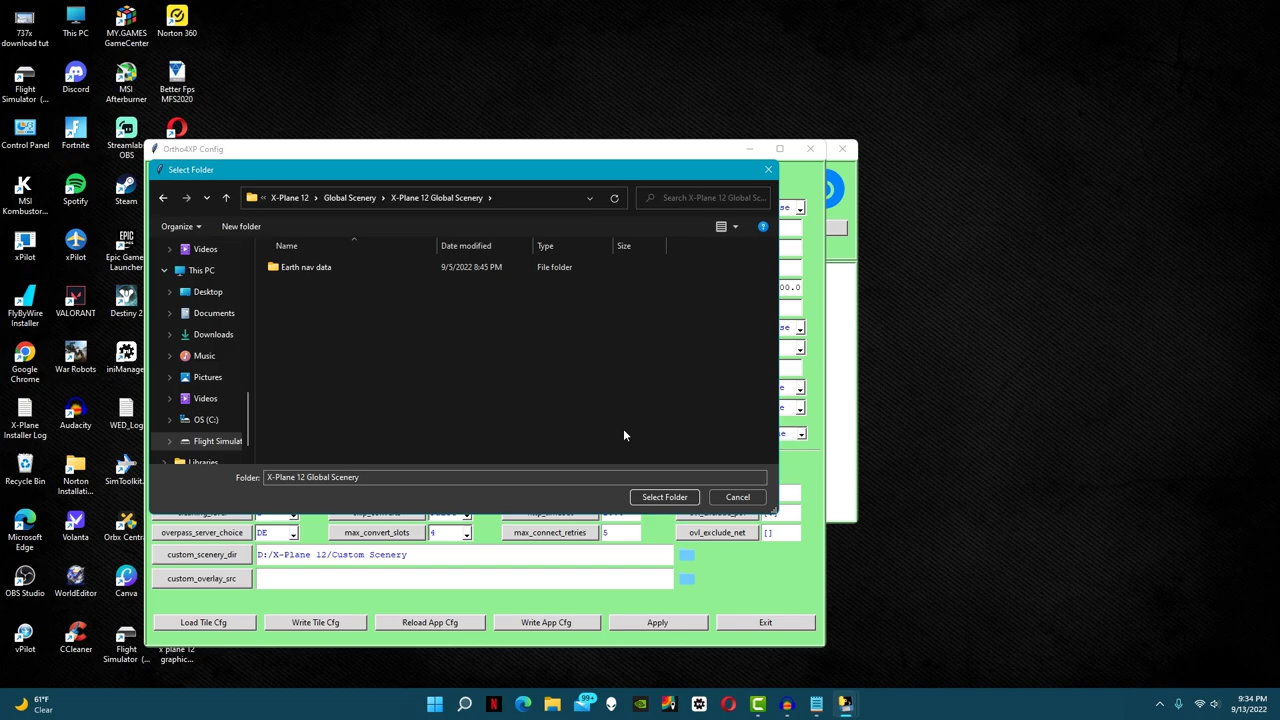 737x
download tut
This PC
MY.GAMES
GameCenter
Norton 360
Flight
Simulator (...
Discord
MSI
Afterburner
Better Fps
MFS2020
Control Panel
Fortnite
Streamlabs
OBS
MSI
Kombustor...
Spotify
Steam
xPilot
xPilot
Epic Games
Launcher
FlyByWire
Installer
VALORANT
Destiny 2
Google
Chrome
War Robots
iniManager
X-Plane
Installer Log
Audacity
WED_Log
Recycle Bin
Norton
Installati...
SimToolkit...
Microsoft
Edge
Volanta
Orbx Central
OBS Studio
WorldEditor
Canva
vPilot
CCleaner
Flight
Simulator (...
x plane 12
graphic...
Ortho4XP Config
Select Folder
« X-Plane 12 > Global Scenery > X-Plane 12 Global Scenery >
Search X-Plane 12 Global Sc...
Organize
New folder
Name
Date modified
Type
Size
Earth nav data
9/5/2022 8:45 PM
File folder
Videos
This PC
Desktop
Documents
Downloads
Music
Pictures
Videos
OS (C:)
Flight Simulat
Libraries
Folder:
X-Plane 12 Global Scenery
Select Folder
Cancel
se
00.0
se
e
e
e
overpass_server_choice
DE
max_convert_slots
4
max_connect_retries
5
ovl_exclude_net
[]
custom_scenery_dir
D:/X-Plane 12/Custom Scenery
custom_overlay_src
Load Tile Cfg
Write Tile Cfg
Reload App Cfg
Write App Cfg
Apply
Exit
61°F
Clear
99+
9:34 PM
9/13/2022